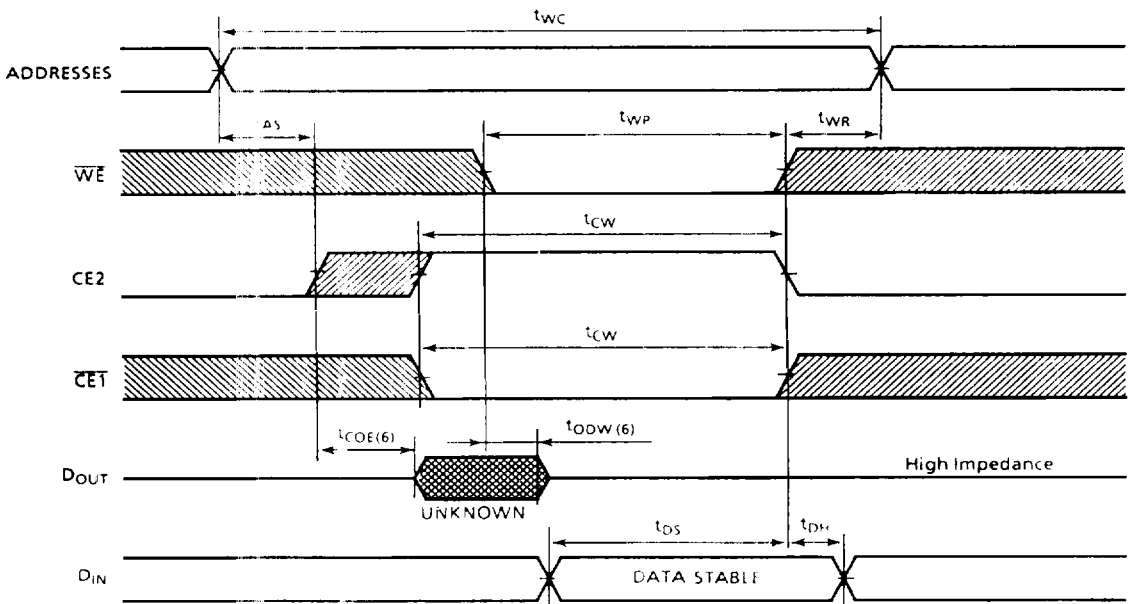 tWC
ADDRESSES
AS
tWP
tWR
WE
tCW
CE2
tCW
CE1
tCOE(6)
tODW(6)
DOUT
High Impedance
UNKNOWN
tDS
tDH
DIN
DATA STABLE